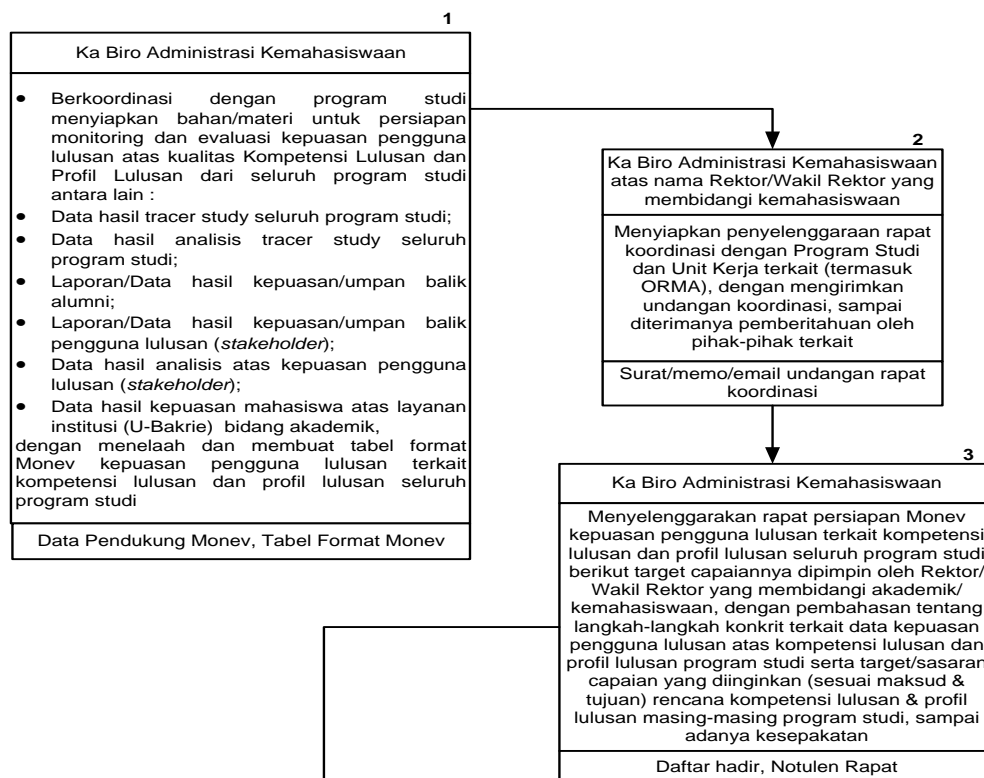 1
Ka Biro Administrasi Kemahasiswaan
● Berkoordinasi dengan program studi
menyiapkan bahan/materi untuk persiapan
monitoring dan evaluasi kepuasan pengguna
lulusan atas kualitas Kompetensi Lulusan dan
Profil Lulusan dari seluruh program studi
antara lain :
● Data hasil tracer study seluruh program studi;
● Data hasil analisis tracer study seluruh
program studi;
● Laporan/Data hasil kepuasan/umpan balik
alumni;
● Laporan/Data hasil kepuasan/umpan balik
pengguna lulusan (stakeholder);
● Data hasil analisis atas kepuasan pengguna
lulusan (stakeholder);
● Data hasil kepuasan mahasiswa atas layanan
institusi (U-Bakrie) bidang akademik,
dengan menelaah dan membuat tabel format
Monev kepuasan pengguna lulusan terkait
kompetensi lulusan dan profil lulusan seluruh
program studi
Data Pendukung Monev, Tabel Format Monev
2
Ka Biro Administrasi Kemahasiswaan
atas nama Rektor/Wakil Rektor yang
membidangi kemahasiswaan
Menyiapkan penyelenggaraan rapat
koordinasi dengan Program Studi
dan Unit Kerja terkait (termasuk
ORMA), dengan mengirimkan
undangan koordinasi, sampai
diterimanya pemberitahuan oleh
pihak-pihak terkait
Surat/memo/email undangan rapat
koordinasi
3
Ka Biro Administrasi Kemahasiswaan
Menyelenggarakan rapat persiapan Monev
kepuasan pengguna lulusan terkait kompetensi
lulusan dan profil lulusan seluruh program studi
berikut target capaiannya dipimpin oleh Rektor/
Wakil Rektor yang membidangi akademik/
kemahasiswaan, dengan pembahasan tentang
langkah-langkah konkrit terkait data kepuasan
pengguna lulusan atas kompetensi lulusan dan
profil lulusan program studi serta target/sasaran
capaian yang diinginkan (sesuai maksud &
tujuan) rencana kompetensi lulusan & profil
lulusan masing-masing program studi, sampai
adanya kesepakatan
Daftar hadir, Notulen Rapat